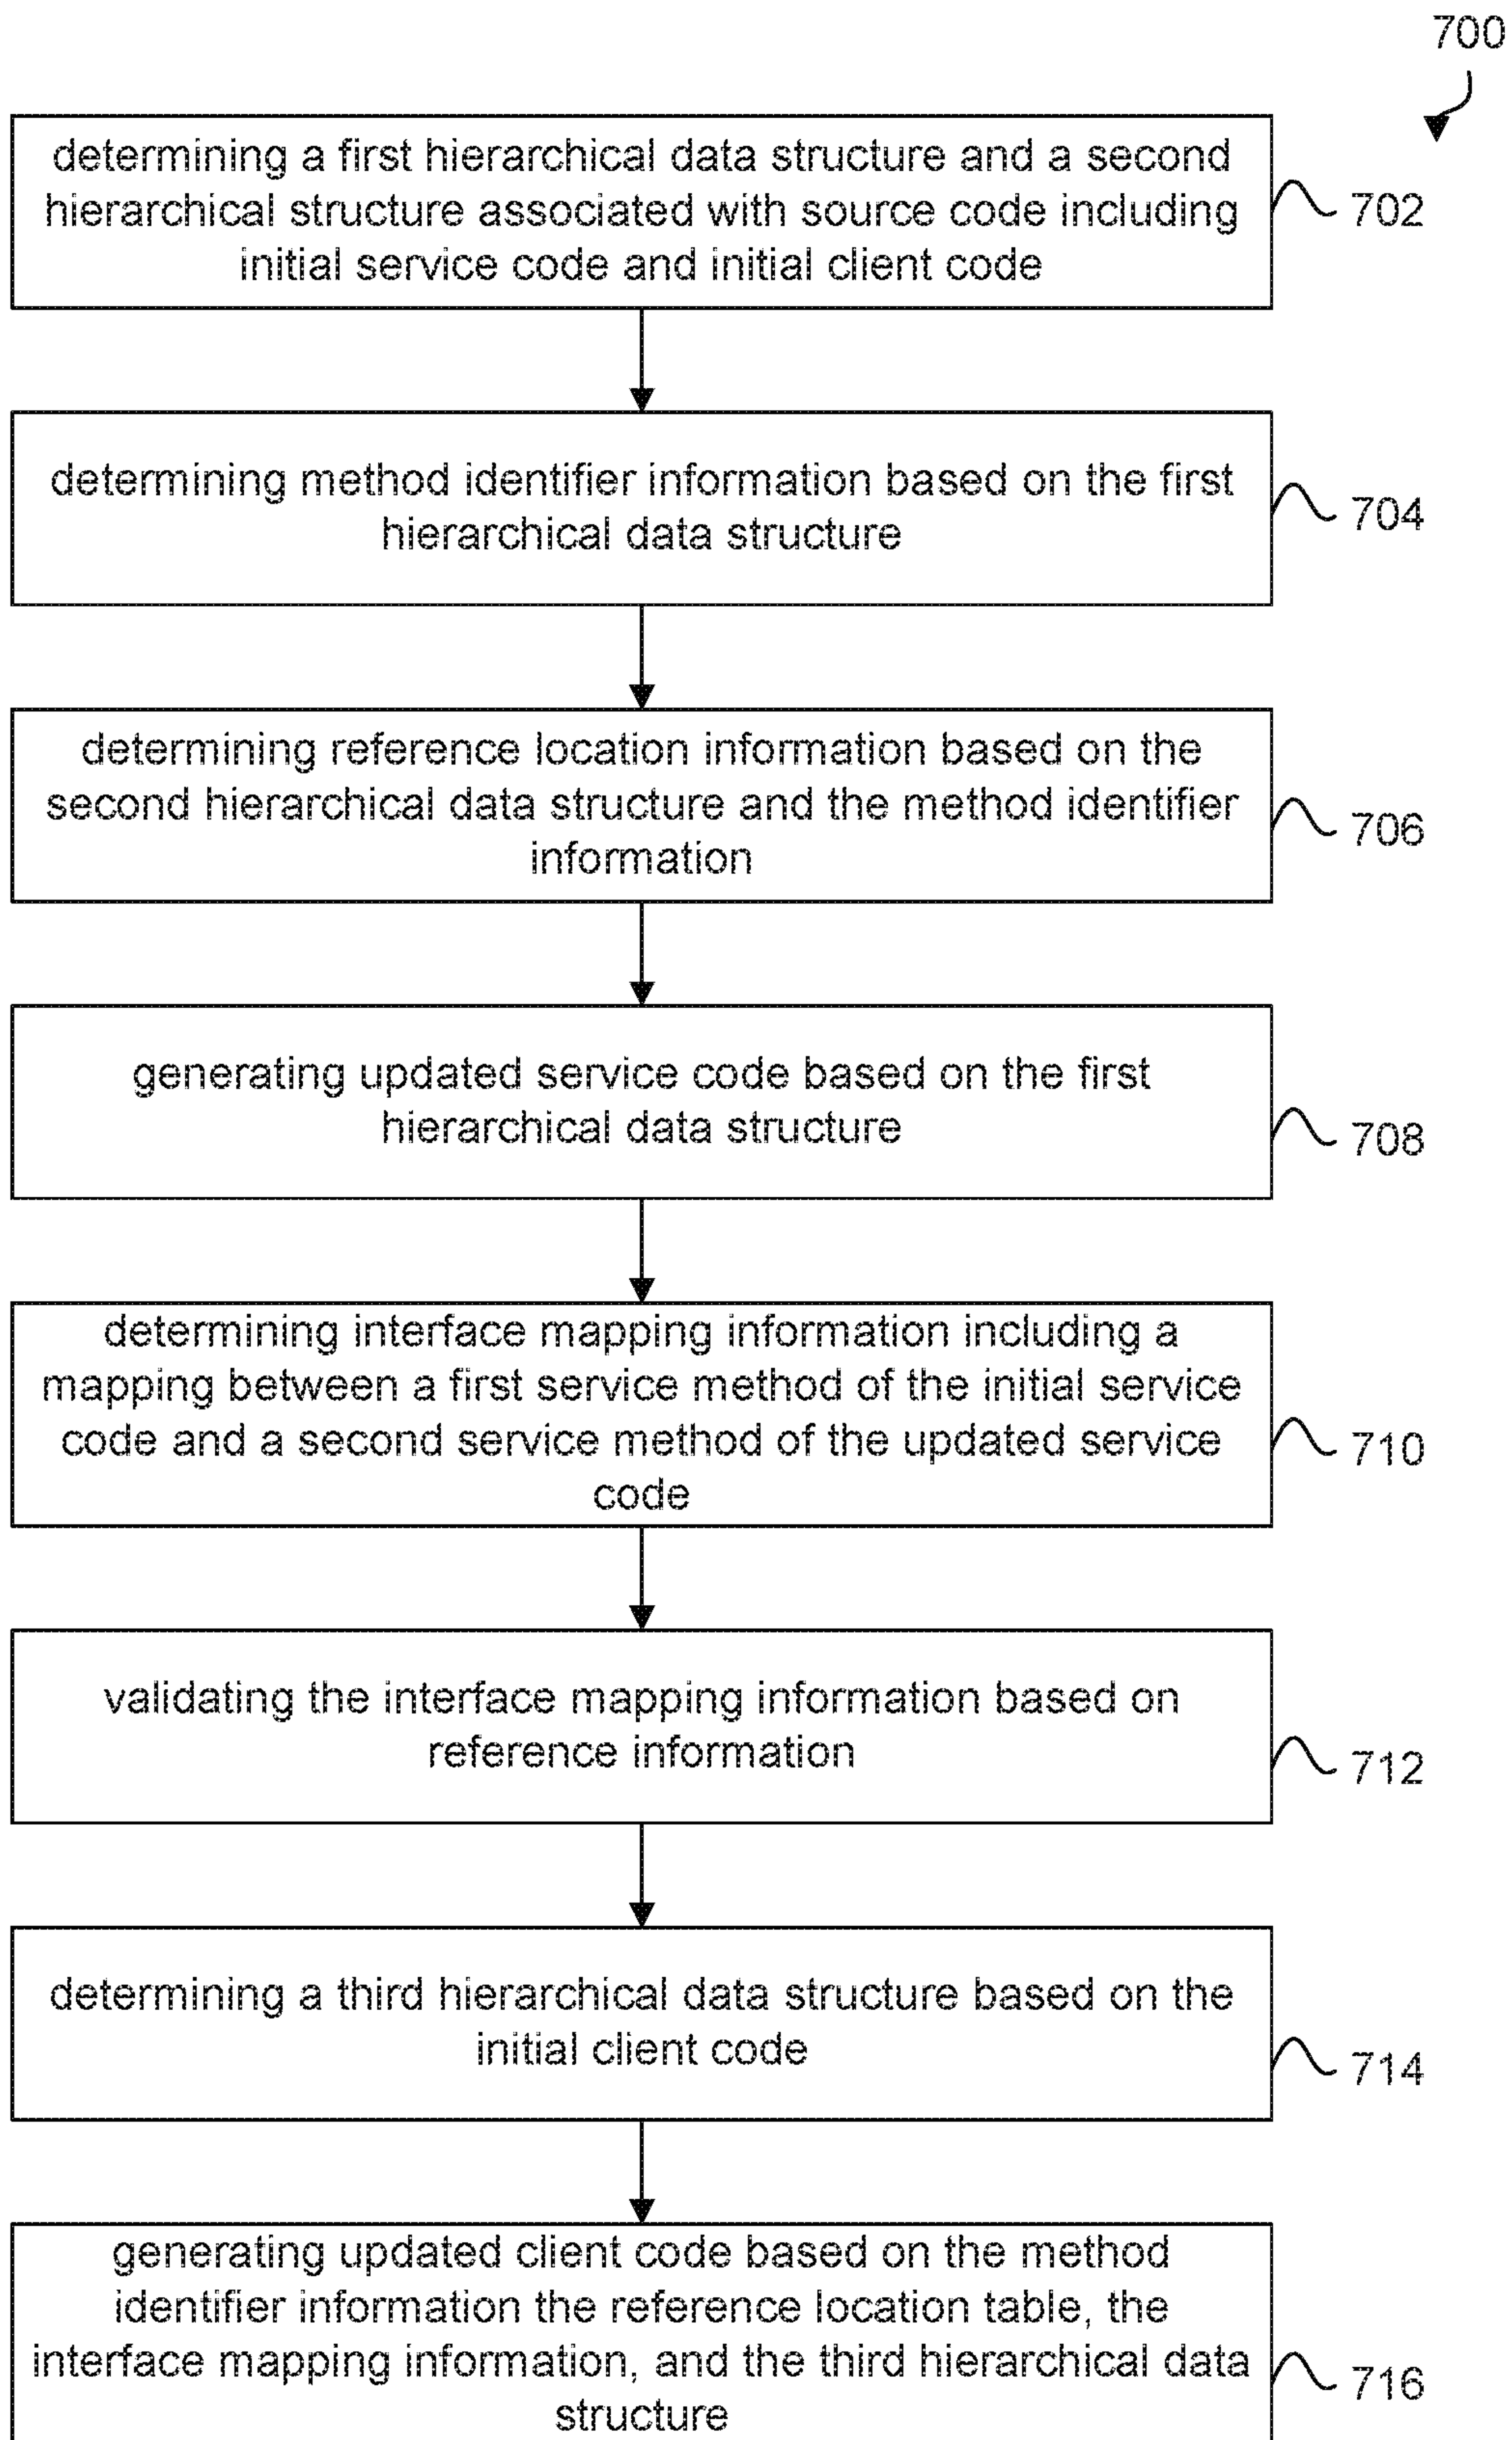 700
determining a first hierarchical data structure and a second
hierarchical structure associated with source code including
initial service code and initial client code
702
determining method identifier information based on the first
hierarchical data structure
704
determining reference location information based on the
second hierarchical data structure and the method identifier
information
706
generating updated service code based on the first
hierarchical data structure
708
determining interface mapping information including a
mapping between a first service method of the initial service
code and a second service method of the updated service
code
710
validating the interface mapping information based on
reference information
712
determining a third hierarchical data structure based on the
initial client code
714
generating updated client code based on the method
identifier information the reference location table, the
interface mapping information, and the third hierarchical data
structure
716